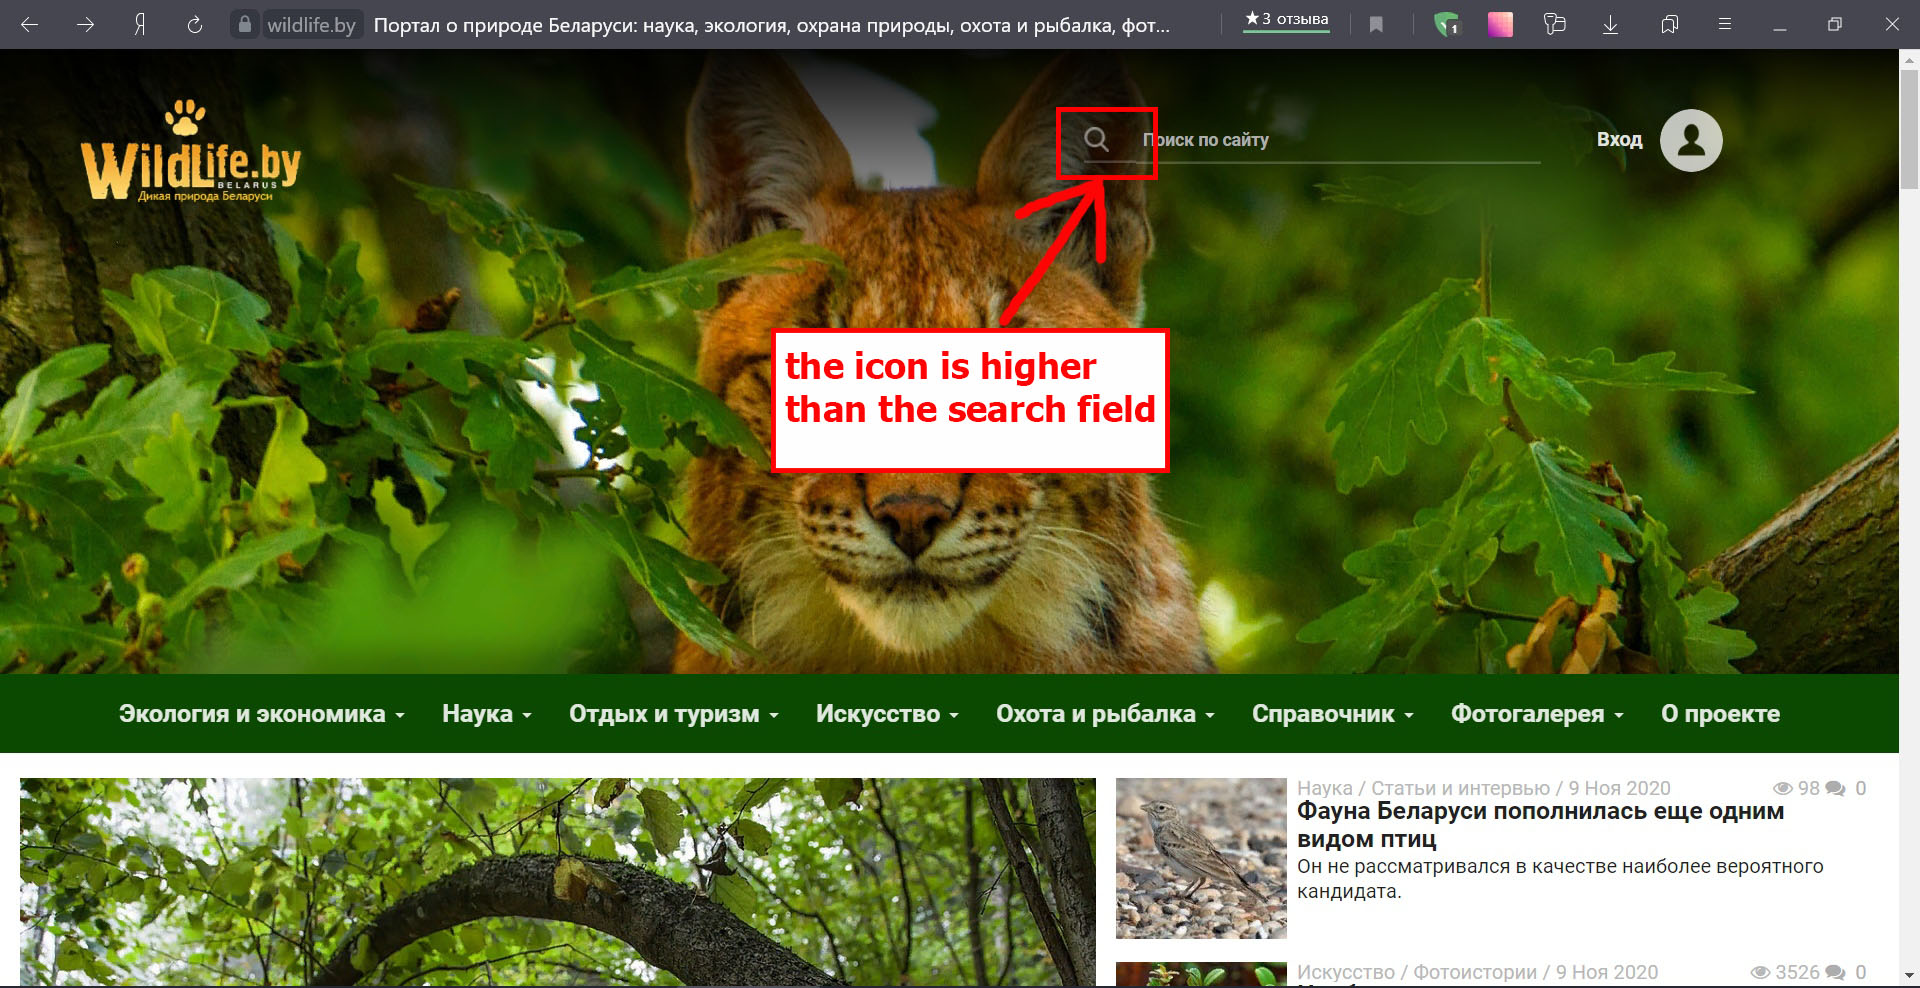 wildlife.by Портал о природе Беларуси: наука, экология, охрана природы, охота и рыбалка, фот... ★3 отзыва 1
WildLife.by
BELARUS
Дикая природа Беларуси
Поиск по сайту
Вход
the icon is higher
than the search field
Экология и экономика Наука Отдых и туризм Искусство Охота и рыбалка Справочник Фотогалерея О проекте
Наука / Статьи и интервью / 9 Ноя 2020 98 0
Фауна Беларуси пополнилась еще одним
видом птиц
Он не рассматривался в качестве наиболее вероятного
кандидата.
Искусство / Фотоистории / 9 Ноя 2020 3526 0